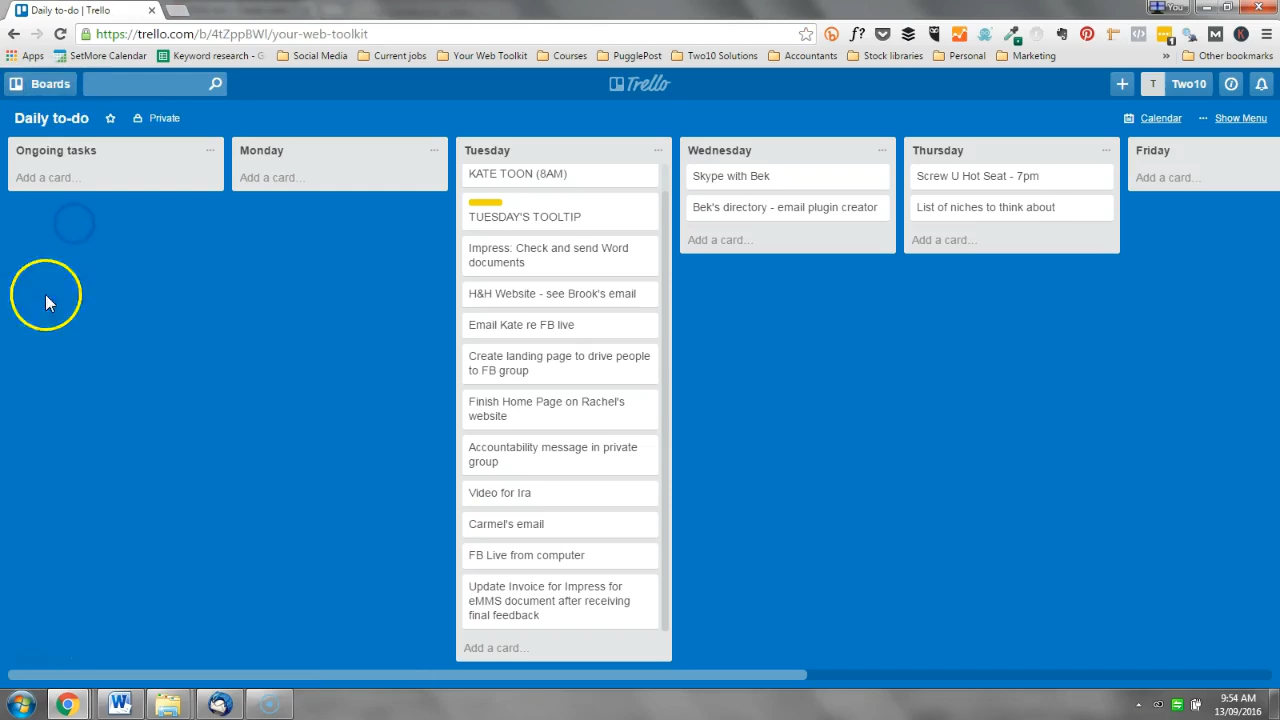 Daily to-do | Trello
You
https://trello.com/b/4tZppBWl/your-web-toolkit
Apps
SetMore Calendar
Keyword research - G
Social Media
Current jobs
Your Web Toolkit
Courses
PugglePost
Two10 Solutions
Accountants
Stock libraries
Personal
Marketing
Other bookmarks
Boards
Trello
T
Two10
Daily to-do
Private
Calendar
Show Menu
Ongoing tasks
Add a card…
Monday
Add a card…
Tuesday
KATE TOON (8AM)
TUESDAY'S TOOLTIP
Impress: Check and send Word
documents
H&H Website - see Brook's email
Email Kate re FB live
Create landing page to drive people
to FB group
Finish Home Page on Rachel's
website
Accountability message in private
group
Video for Ira
Carmel's email
FB Live from computer
Update Invoice for Impress for
eMMS document after receiving
final feedback
Add a card…
Wednesday
Skype with Bek
Bek's directory - email plugin creator
Add a card…
Thursday
Screw U Hot Seat - 7pm
List of niches to think about
Add a card…
Friday
Add a card…
9:54 AM
13/09/2016